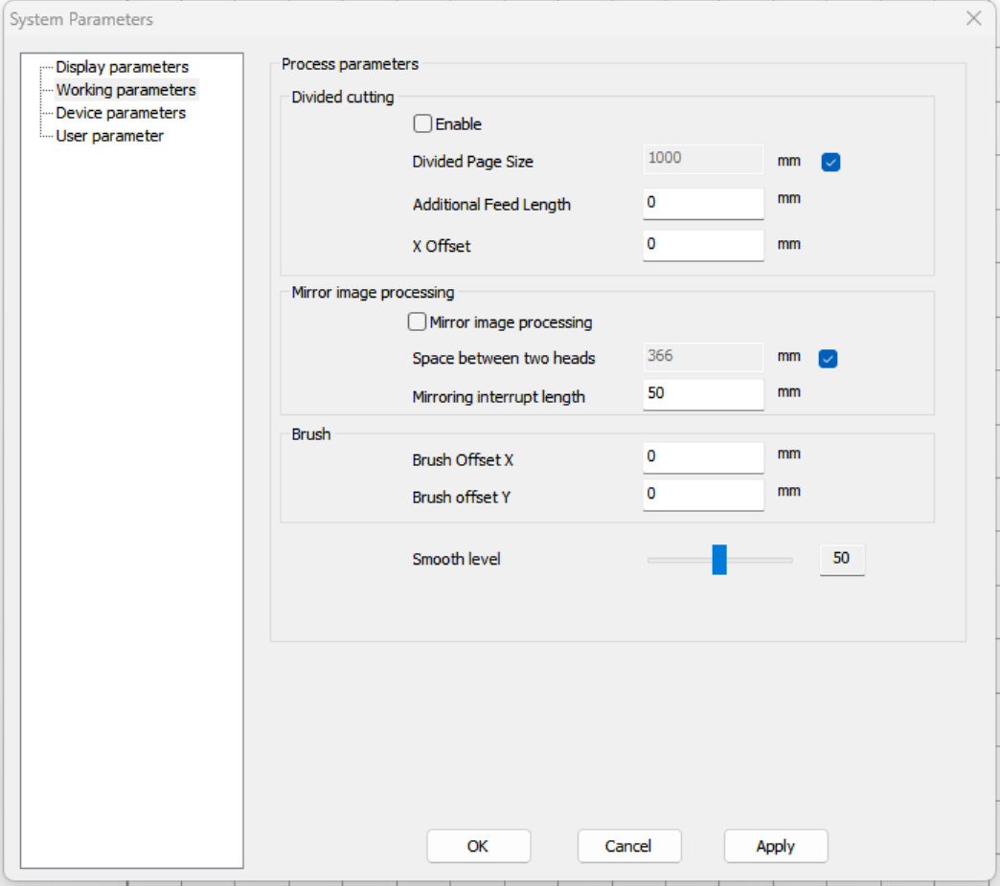 System Parameters
Display parameters
Working parameters
Device parameters
User parameter
Process parameters
Divided cutting
Enable
Divided Page Size 1000 mm
Additional Feed Length 0 mm
X Offset 0 mm
Mirror image processing
Mirror image processing
Space between two heads 366 mm
Mirroring interrupt length 50 mm
Brush
Brush Offset X 0 mm
Brush offset Y 0 mm
Smooth level 50
OK Cancel Apply